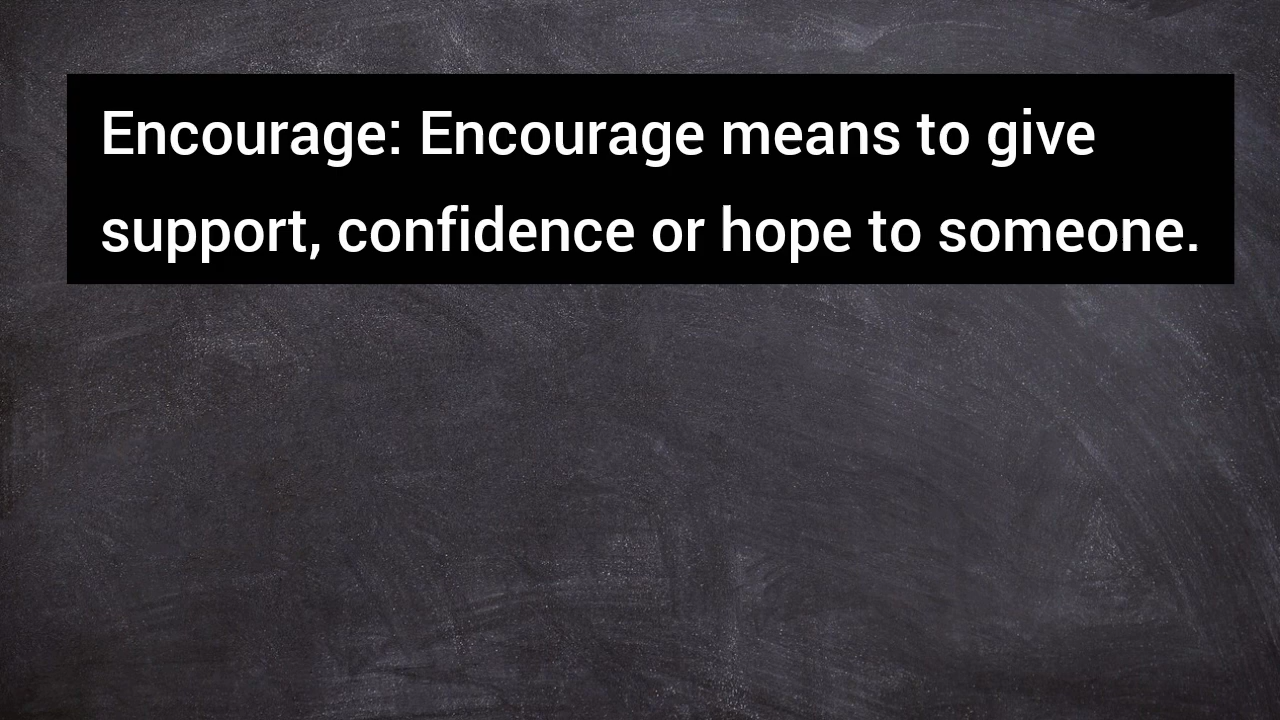 Encourage: Encourage means to give
support, confidence or hope to someone.